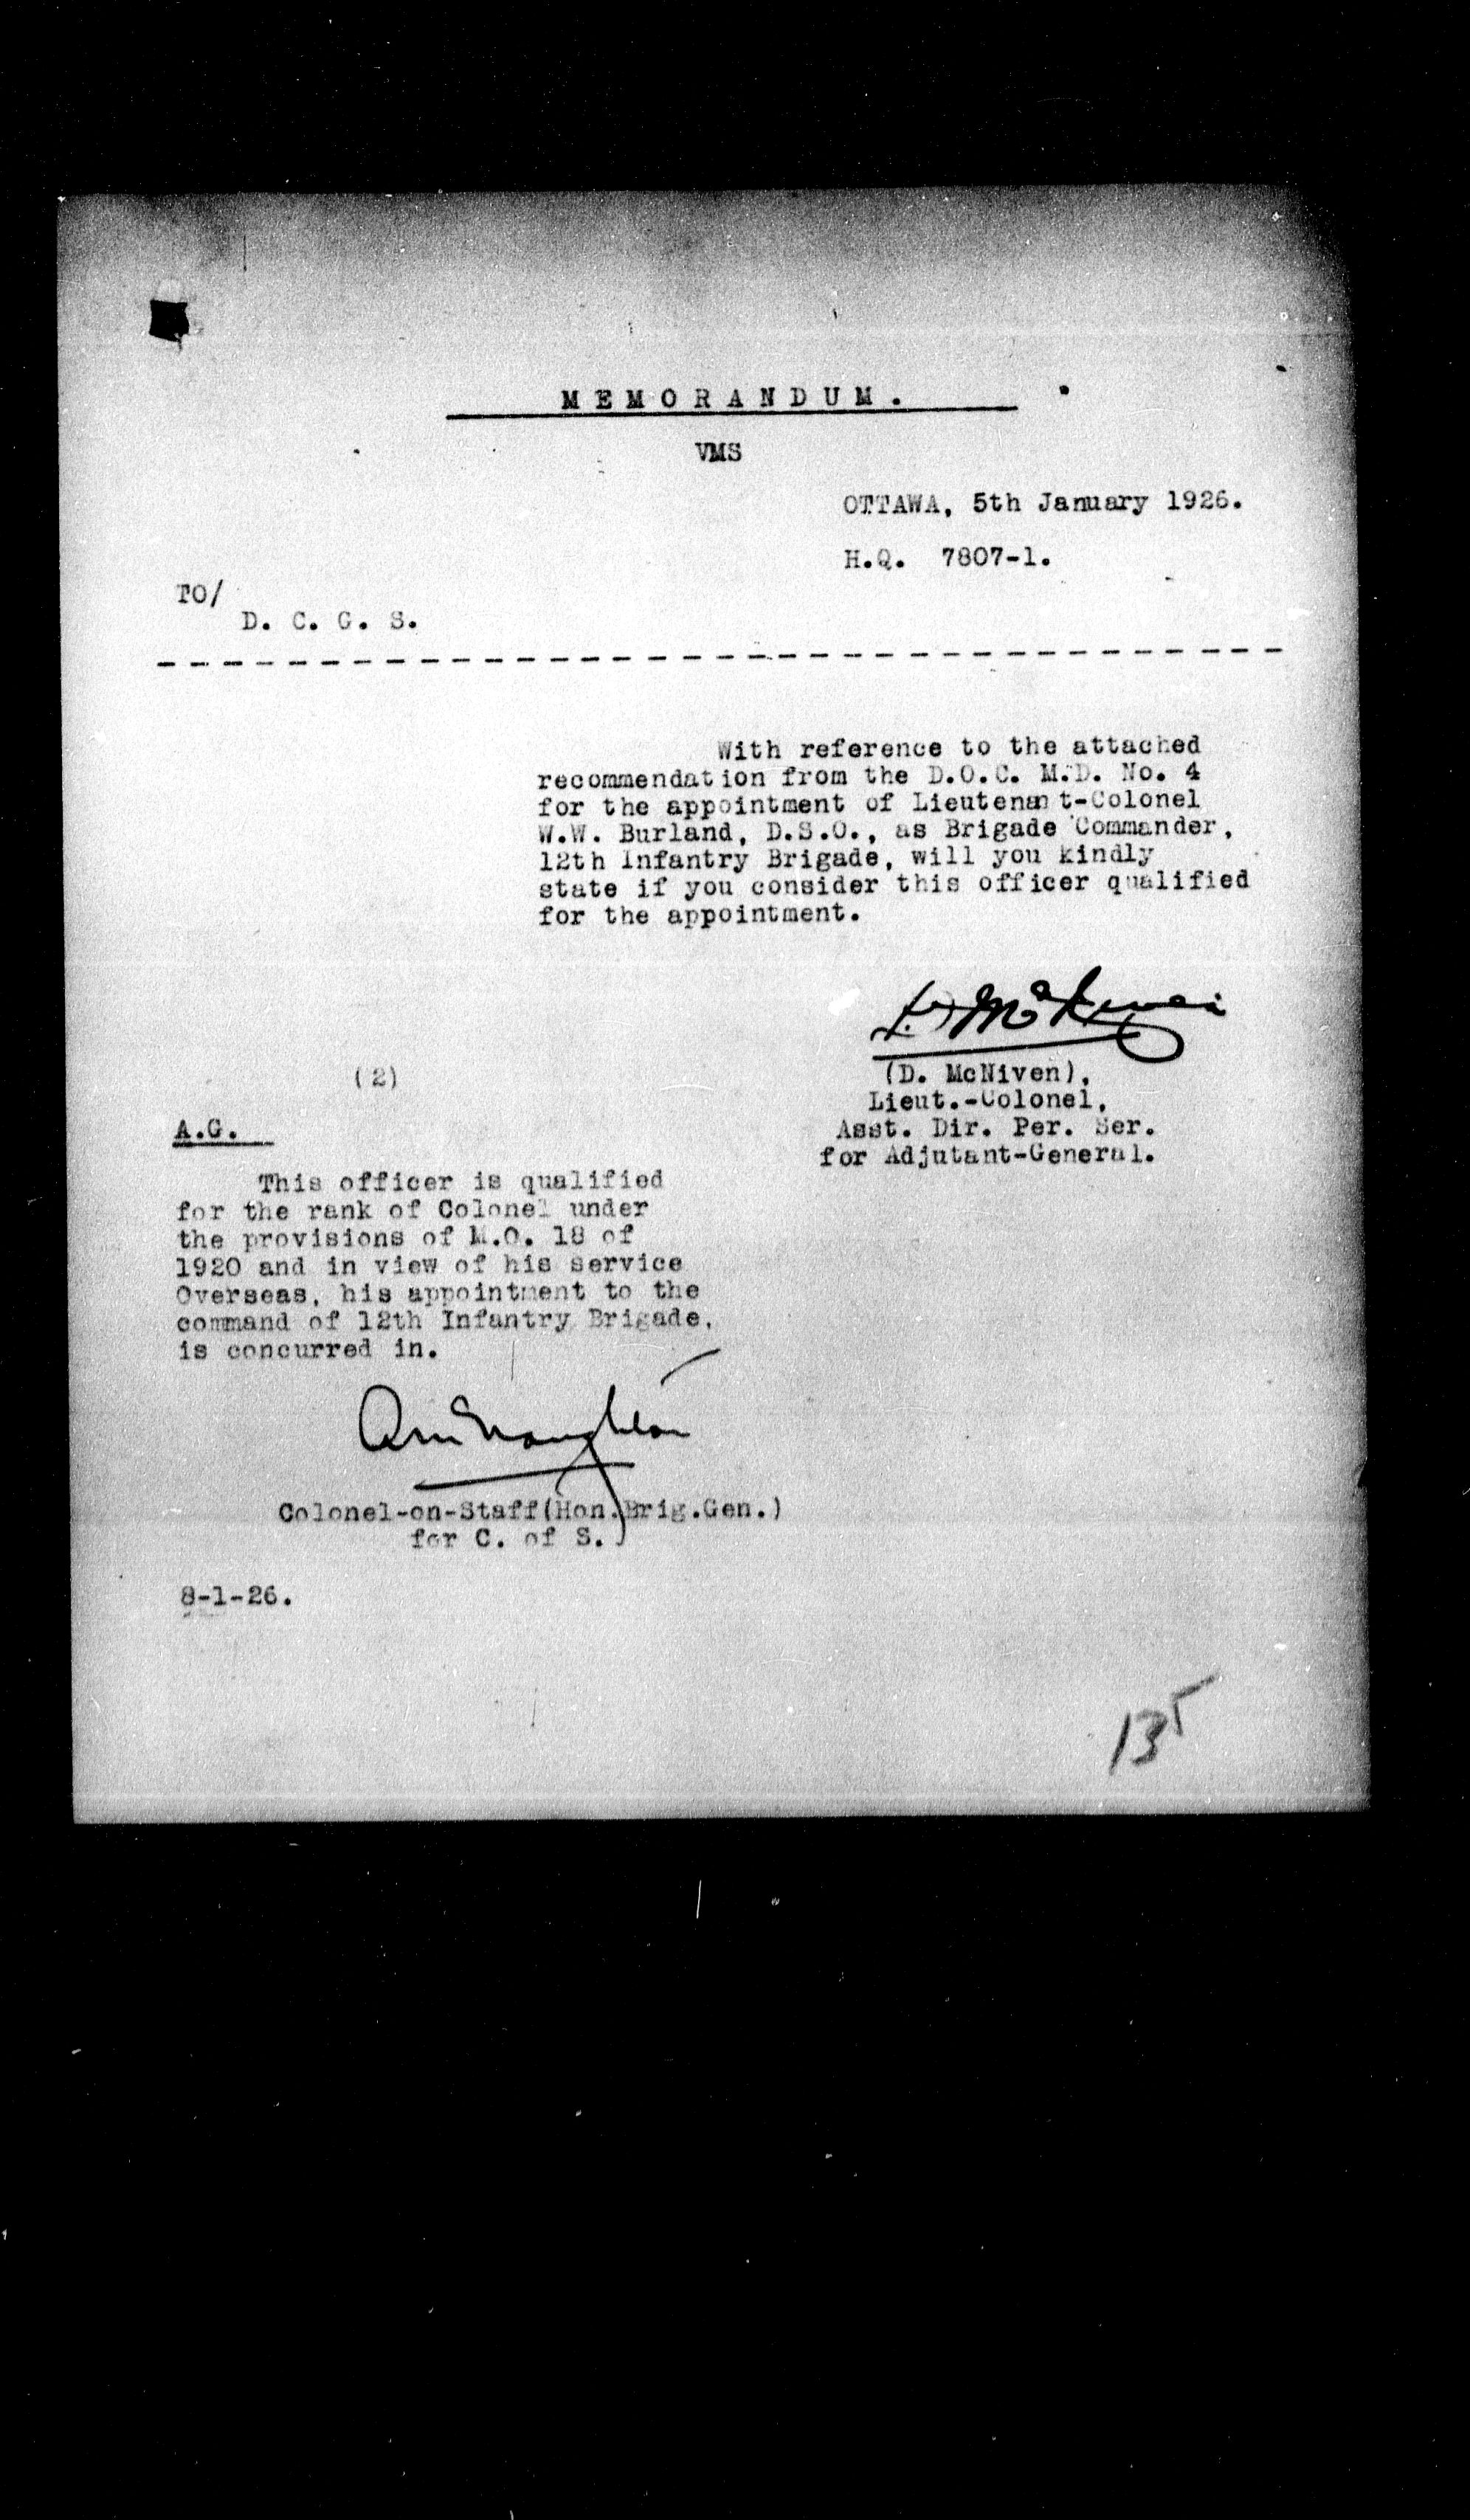 MEMORANDUM.
VMS
OTTAWA, 5th January 1926.
H.Q. 7807-1.
TO/
D. C. G. S.
With reference to the attached
recommendation from the D.O.C. M.D. No. 4
for the appointment of Lieutenant-Colonel
W.W. Burland, D.S.O., as Brigade Commander,
12th Infantry Brigade, will you kindly
state if you consider this officer qualified
for the appointment.
D McNiven
(D. McNiven),
Lieut.-Colonel,
Asst. Dir. Per. Ser.
for Adjutant-General.
(2)
A.G.
This officer is qualified
for the rank of Colonel under
the provisions of M.O. 18 of
1920 and in view of his service
Overseas, his appointment to the
command of 12th Infantry Brigade,
is concurred in.
Colonel-on-Staff(Hon.Brig.Gen.)
for C. of S.
8-1-26.
135